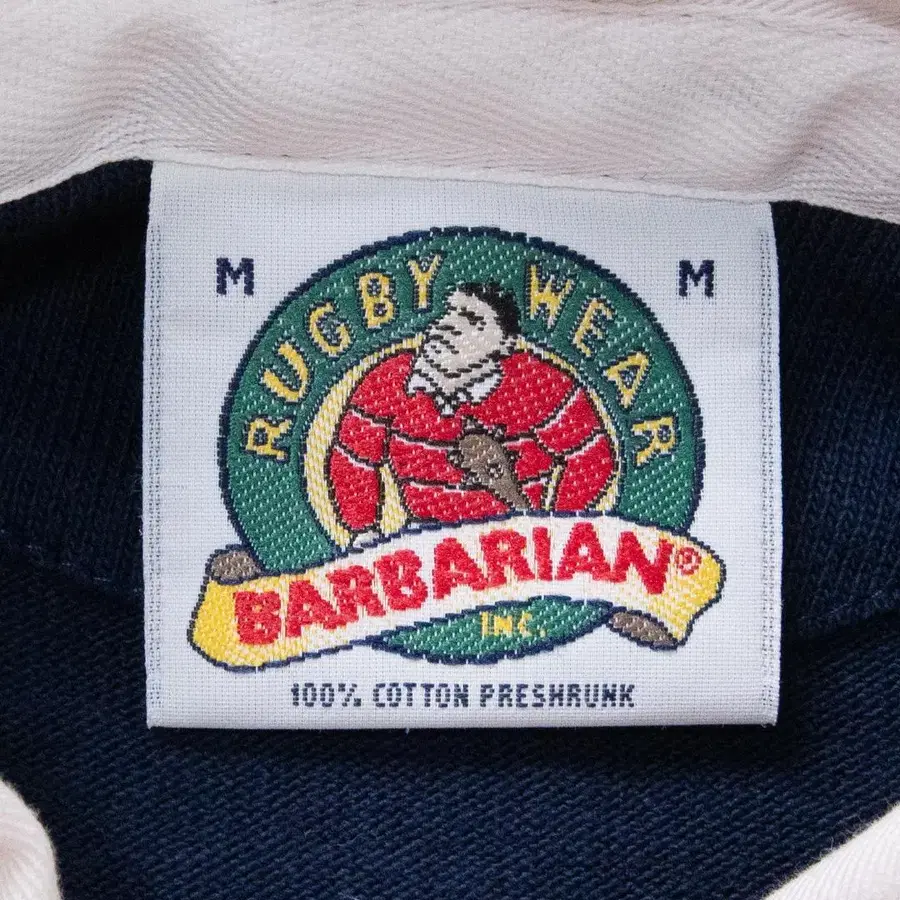 M M
RUGBY WEAR
BARBARIAN®
INC.
100% COTTON PRESHRUNK